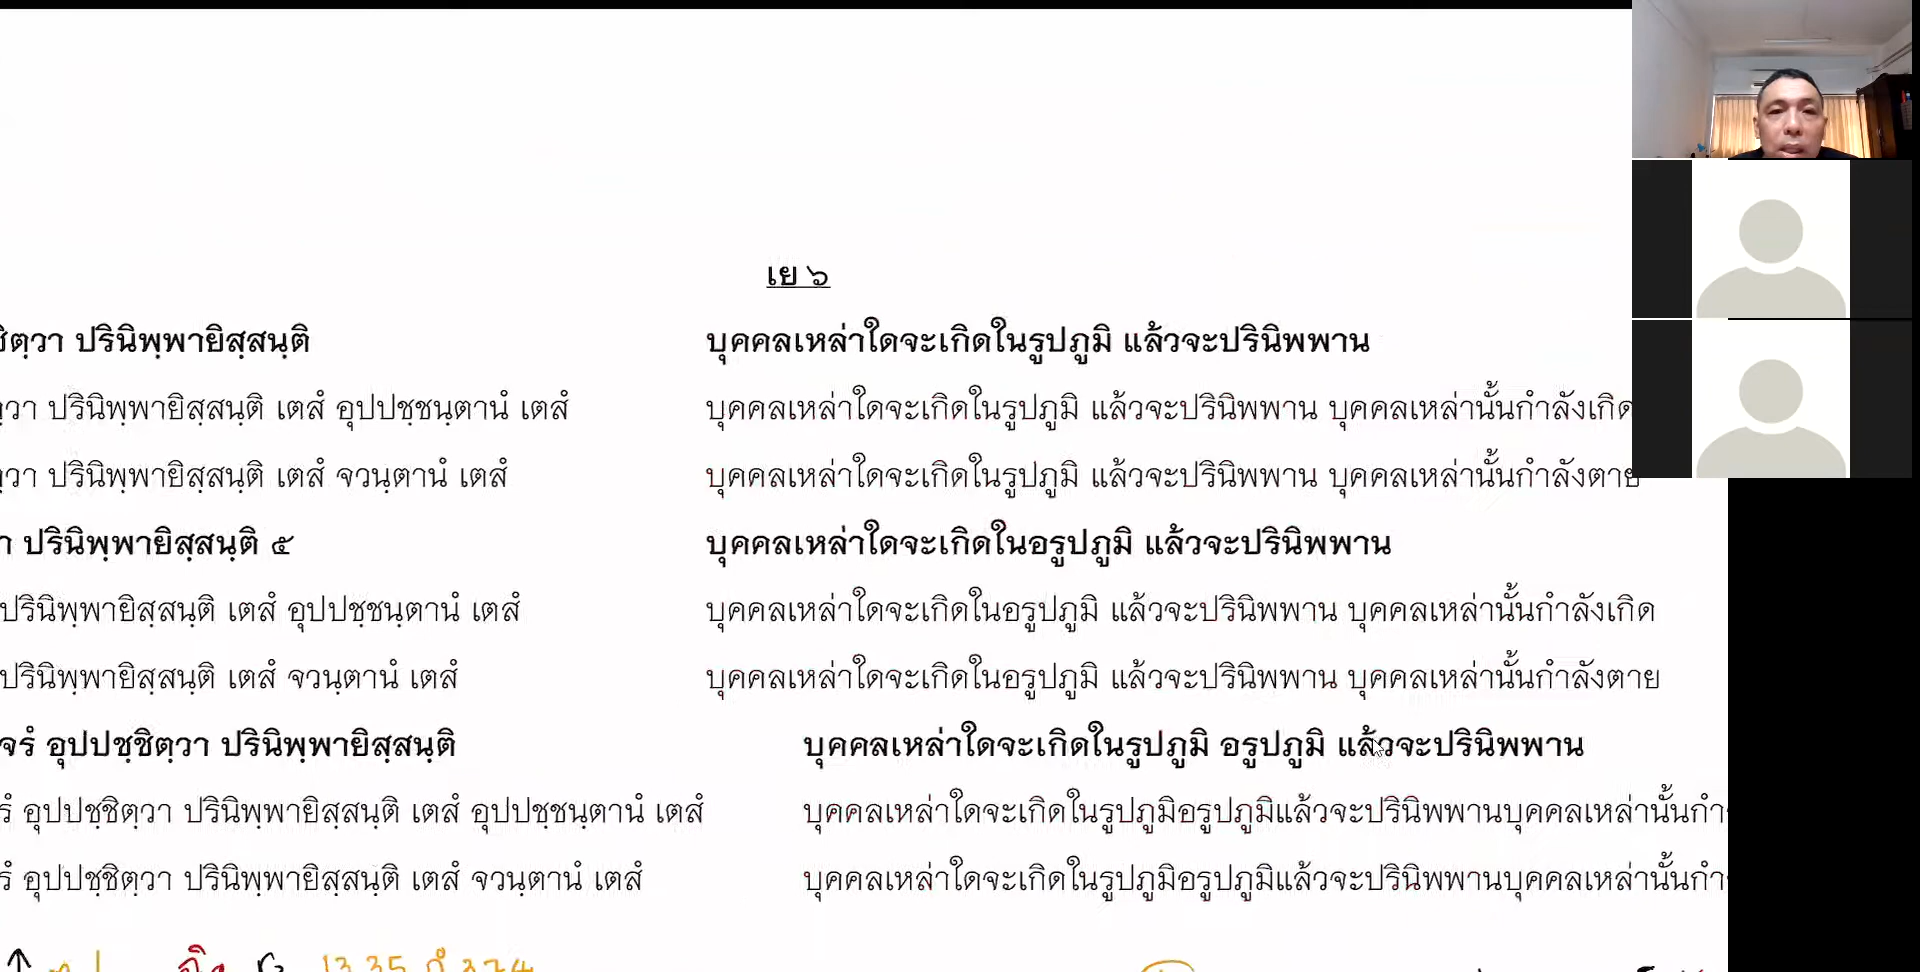 เย ๖
ชิตฺวา ปรินิพฺพายิสฺสนฺติ บุคคลเหล่าใดจะเกิดในรูปภูมิ แล้วจะปรินิพพาน
ตฺวา ปรินิพฺพายิสฺสนฺติ เตสํ อุปปชฺชนฺตานํ เตสํ บุคคลเหล่าใดจะเกิดในรูปภูมิ แล้วจะปรินิพพาน บุคคลเหล่านั้นกำลังเกิด
ตฺวา ปรินิพฺพายิสฺสนฺติ เตสํ จวนฺตานํ เตสํ บุคคลเหล่าใดจะเกิดในรูปภูมิ แล้วจะปรินิพพาน บุคคลเหล่านั้นกำลังตาย
า ปรินิพฺพายิสฺสนฺติ ๕ บุคคลเหล่าใดจะเกิดในอรูปภูมิ แล้วจะปรินิพพาน
ปรินิพฺพายิสฺสนฺติ เตสํ อุปปชฺชนฺตานํ เตสํ บุคคลเหล่าใดจะเกิดในอรูปภูมิ แล้วจะปรินิพพาน บุคคลเหล่านั้นกำลังเกิด
ปรินิพฺพายิสฺสนฺติ เตสํ จวนฺตานํ เตสํ บุคคลเหล่าใดจะเกิดในอรูปภูมิ แล้วจะปรินิพพาน บุคคลเหล่านั้นกำลังตาย
จรํ อุปปชฺชิตฺวา ปรินิพฺพายิสฺสนฺติ บุคคลเหล่าใดจะเกิดในรูปภูมิ อรูปภูมิ แล้วจะปรินิพพาน
รํ อุปปชฺชิตฺวา ปรินิพฺพายิสฺสนฺติ เตสํ อุปปชฺชนฺตานํ เตสํ บุคคลเหล่าใดจะเกิดในรูปภูมิอรูปภูมิแล้วจะปรินิพพานบุคคลเหล่านั้นกำ
รํ อุปปชฺชิตฺวา ปรินิพฺพายิสฺสนฺติ เตสํ จวนฺตานํ เตสํ บุคคลเหล่าใดจะเกิดในรูปภูมิอรูปภูมิแล้วจะปรินิพพานบุคคลเหล่านั้นกำ